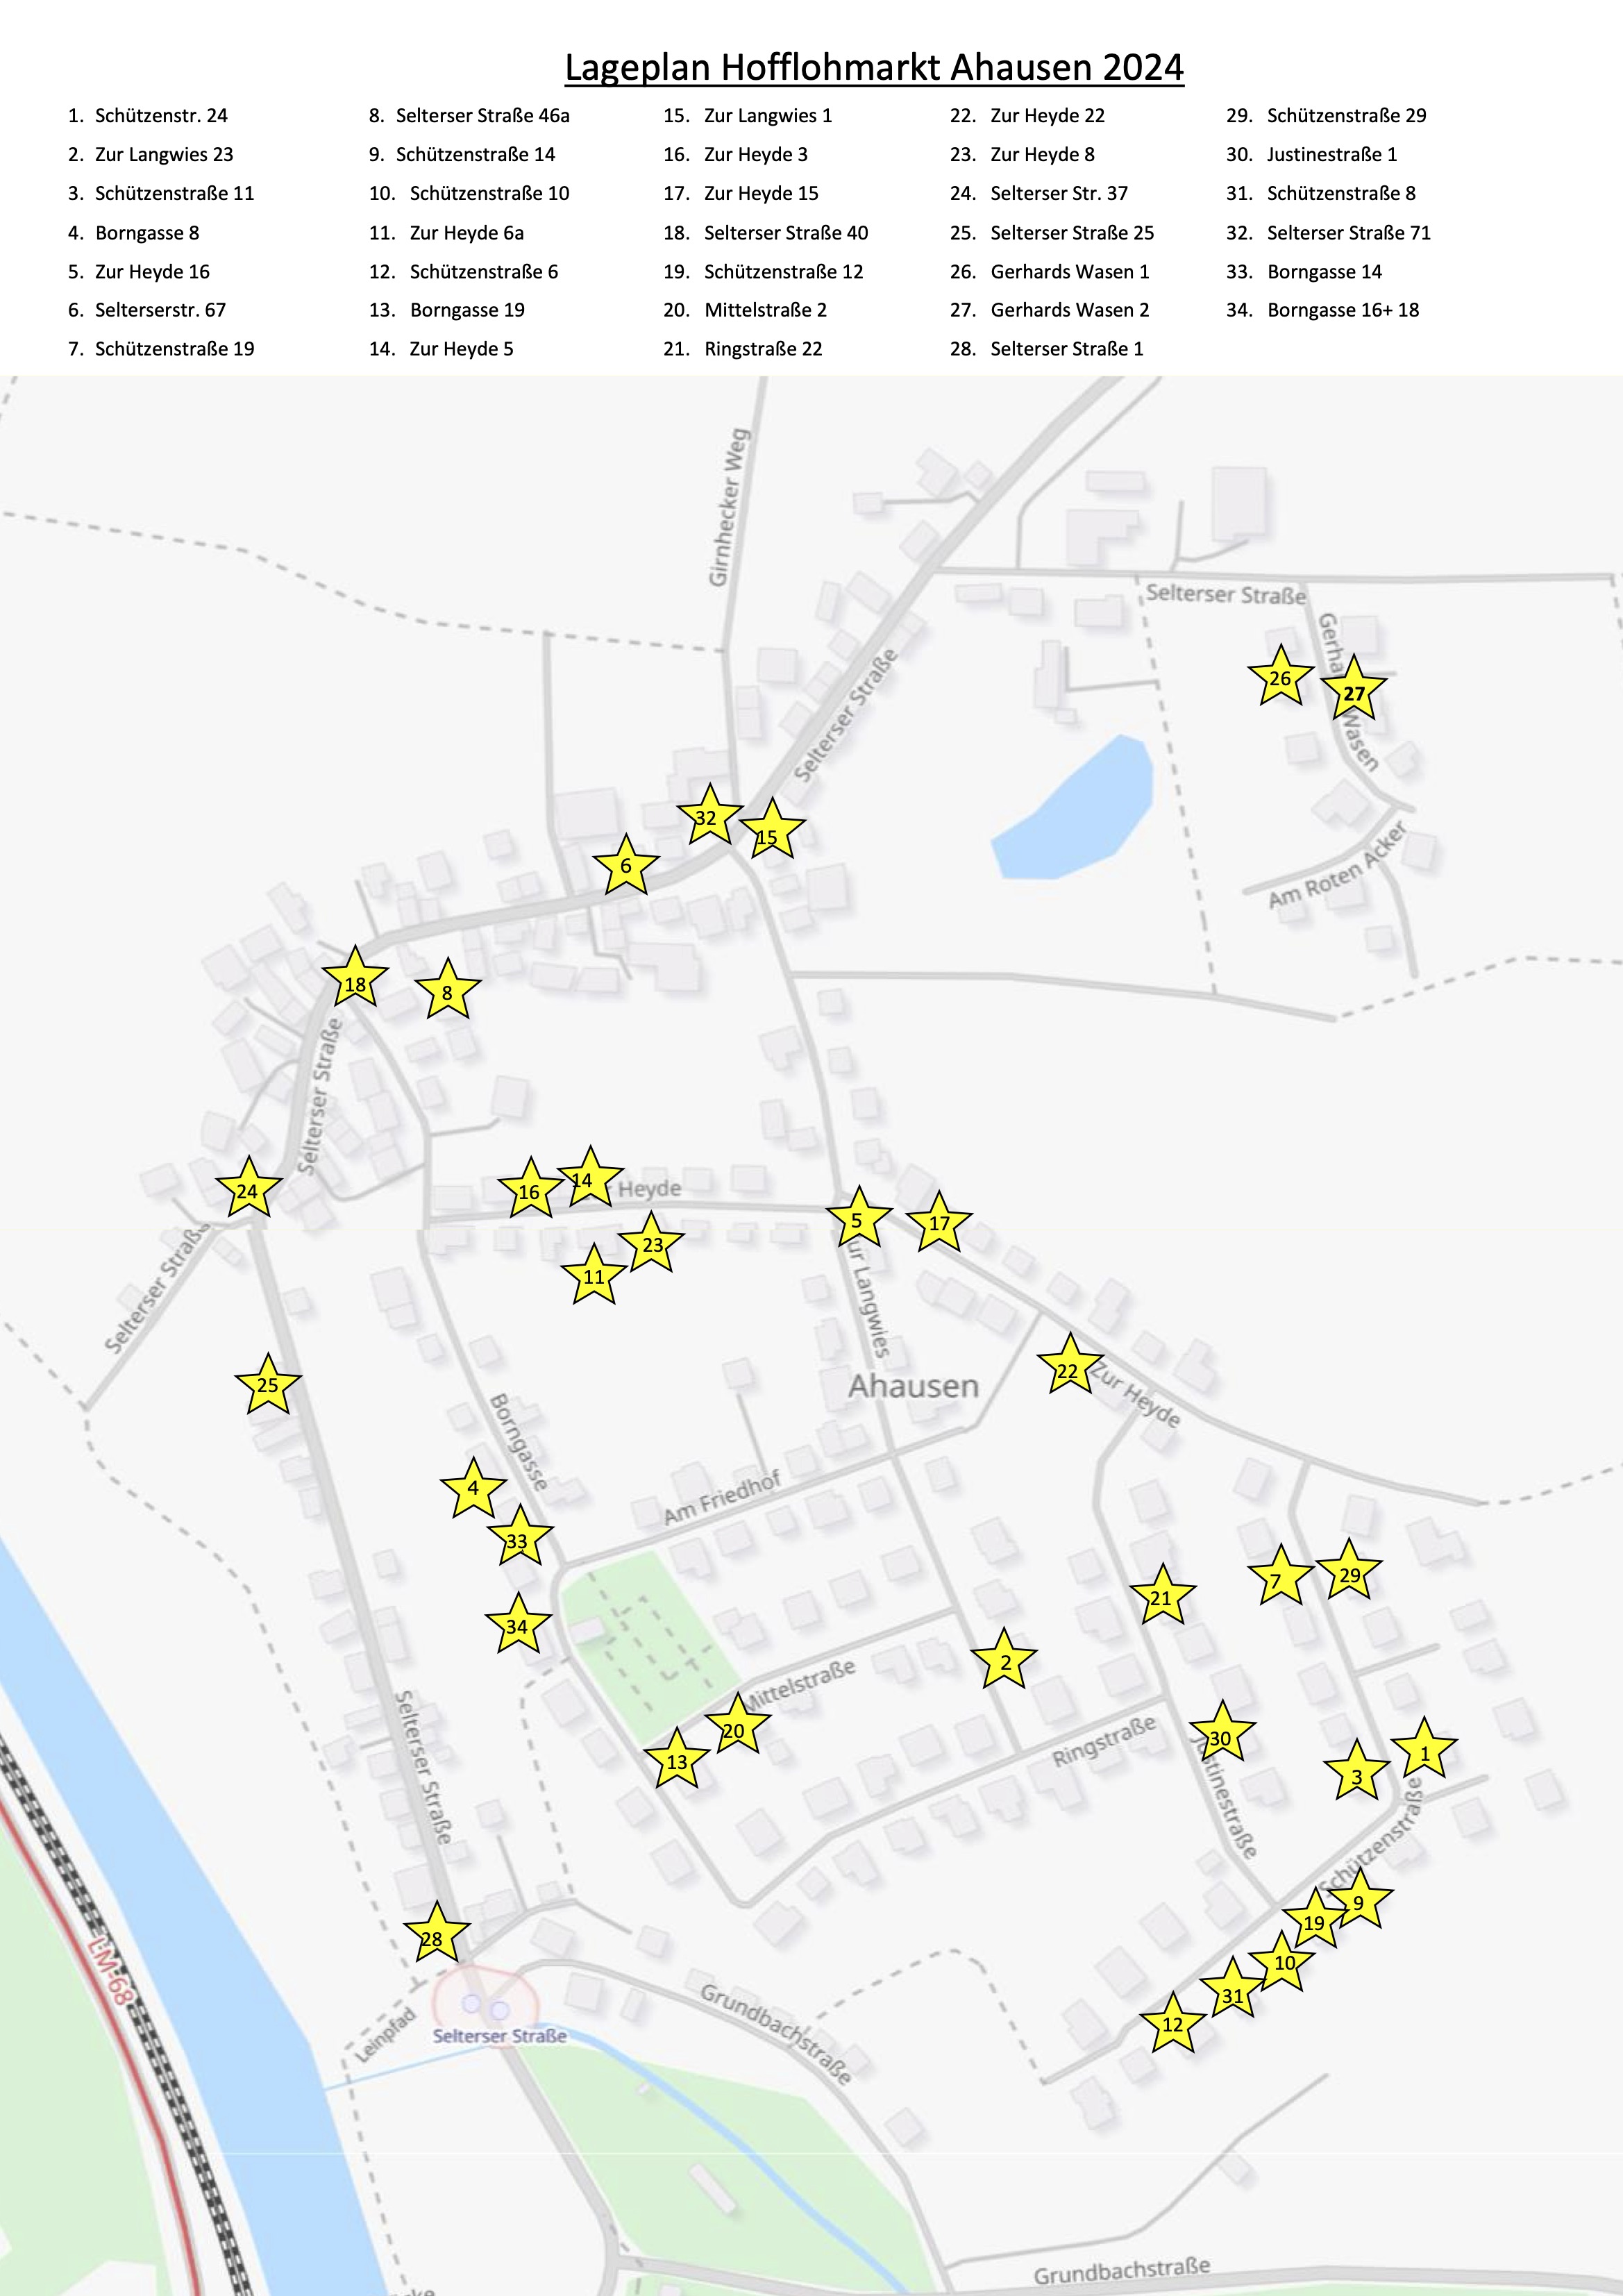 Lageplan Hofflohmarkt Ahausen 2024
1. Schützenstr. 24
2. Zur Langwies 23
3. Schützenstraße 11
4. Borngasse 8
5. Zur Heyde 16
6. Selterserstr. 67
7. Schützenstraße 19
8. Selterser Straße 46a
9. Schützenstraße 14
10. Schützenstraße 10
11. Zur Heyde 6a
12. Schützenstraße 6
13. Borngasse 19
14. Zur Heyde 5
15. Zur Langwies 1
16. Zur Heyde 3
17. Zur Heyde 15
18. Selterser Straße 40
19. Schützenstraße 12
20. Mittelstraße 2
21. Ringstraße 22
22. Zur Heyde 22
23. Zur Heyde 8
24. Selterser Str. 37
25. Selterser Straße 25
26. Gerhards Wasen 1
27. Gerhards Wasen 2
28. Selterser Straße 1
29. Schützenstraße 29
30. Justinestraße 1
31. Schützenstraße 8
32. Selterser Straße 71
33. Borngasse 14
34. Borngasse 16+ 18
Girnhecker Weg
Selterser Straße
Gerha
Wasen
26
27
Selterser Straße
32
15
6
Am Roten Acker
18
8
Selterser Straße
24
16
14
Heyde
5
17
23
11
Selterser Straße
ur Langwies
25
Ahausen
22
Zur Heyde
Borngasse
4
Am Friedhof
33
7
29
21
34
2
Mittelstraße
20
13
Selterser Straße
Ringstraße
30
Justinestraße
3
1
Schützenstraße
9
19
28
10
31
12
LM-68
Leinpfad
Selterser Straße
Grundbachstraße
Grundbachstraße